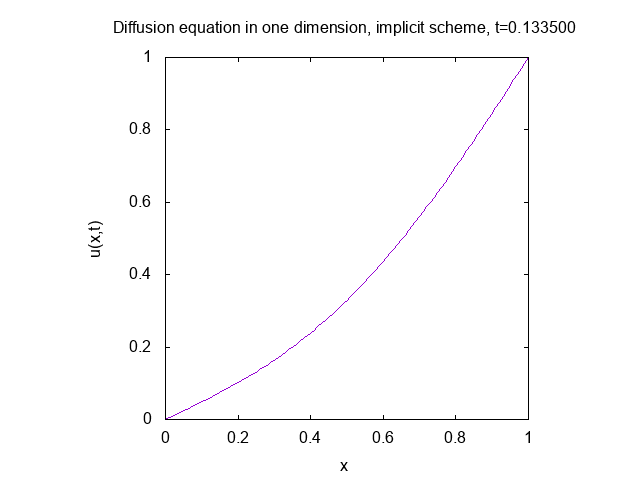 Diffusion equation in one dimension, implicit scheme, t=0.133500
1
0.8
0.6
0.4
0.2
0
u(x,t)
0 0.2 0.4 0.6 0.8 1
x